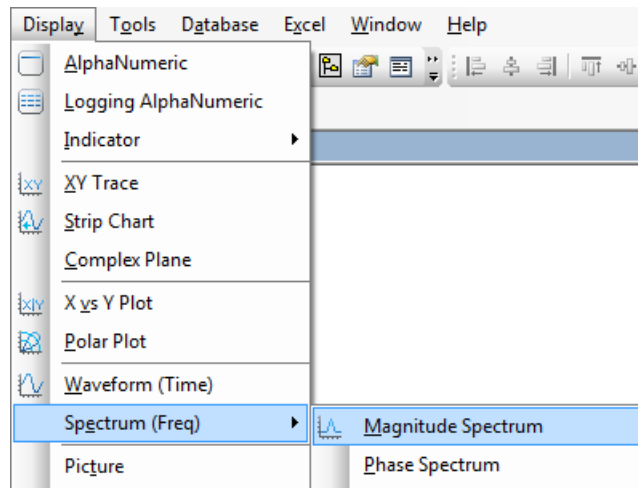 Display Tools Database Excel Window Help
AlphaNumeric
Logging AlphaNumeric
Indicator
XY Trace
Strip Chart
Complex Plane
X vs Y Plot
Polar Plot
Waveform (Time)
Spectrum (Freq) Magnitude Spectrum
Picture Phase Spectrum